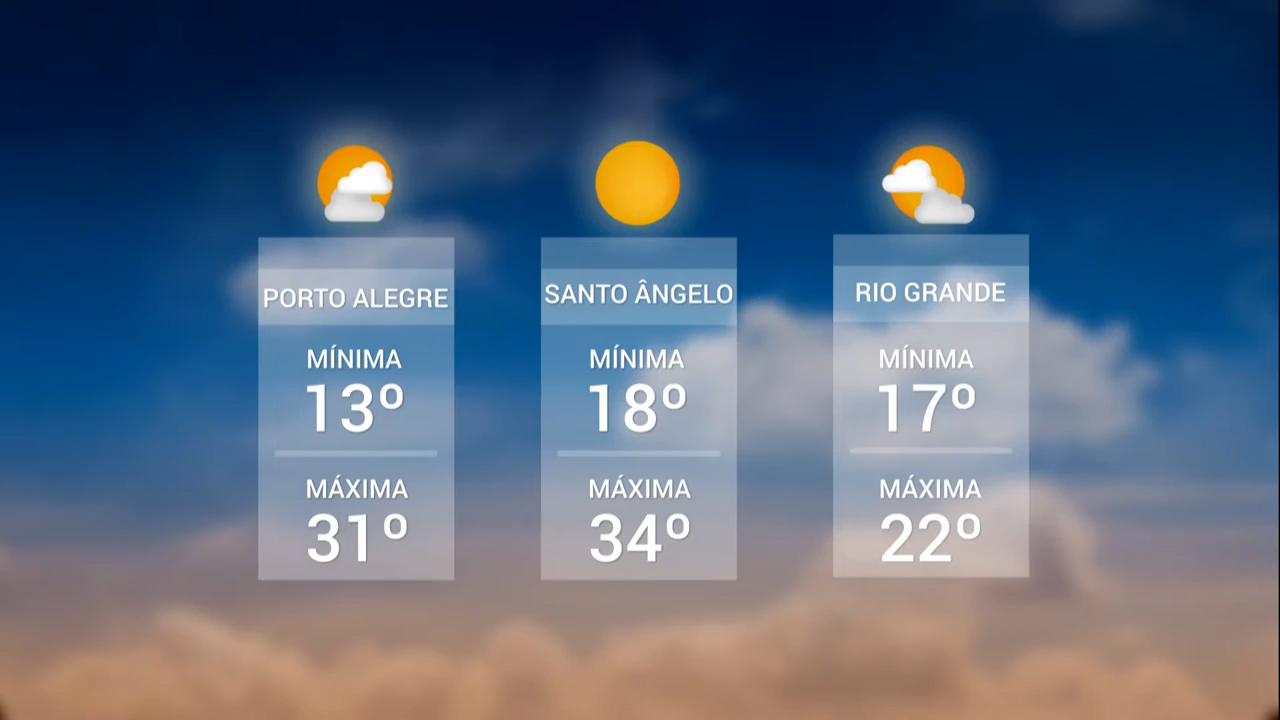 PORTO ALEGRE
MÍNIMA
13º
MÁXIMA
31º
SANTO ÂNGELO
MÍNIMA
18º
MÁXIMA
34º
RIO GRANDE
MÍNIMA
17º
MÁXIMA
22º